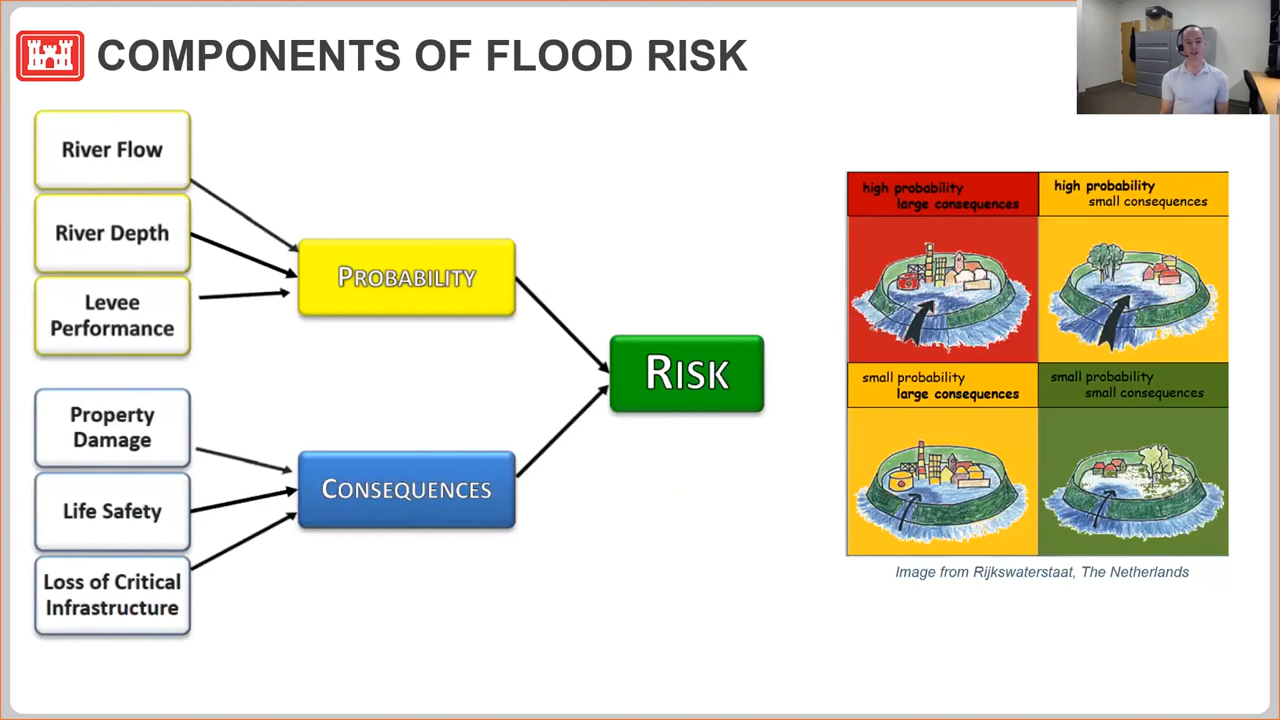 COMPONENTS OF FLOOD RISK
River Flow
River Depth
Levee
Performance
Property
Damage
Life Safety
Loss of Critical
Infrastructure
PROBABILITY
CONSEQUENCES
RISK
high probability
large consequences
high probability
small consequences
small probability
large consequences
small probability
small consequences
Image from Rijkswaterstaat, The Netherlands